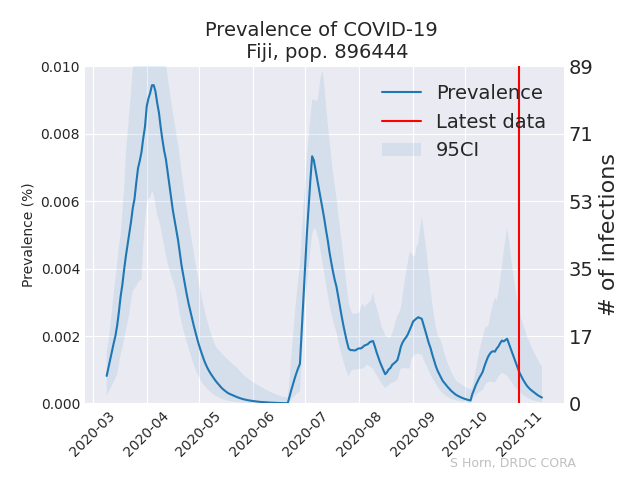 Prevalence of COVID-19
Fiji, pop. 896444
Prevalence
Latest data
95CI
Prevalence (%)
0.010
0.008
0.006
0.004
0.002
0.000
# of infections
89
71
53
35
17
0
2020-03
2020-04
2020-05
2020-06
2020-07
2020-08
2020-09
2020-10
2020-11
S Horn, DRDC CORA